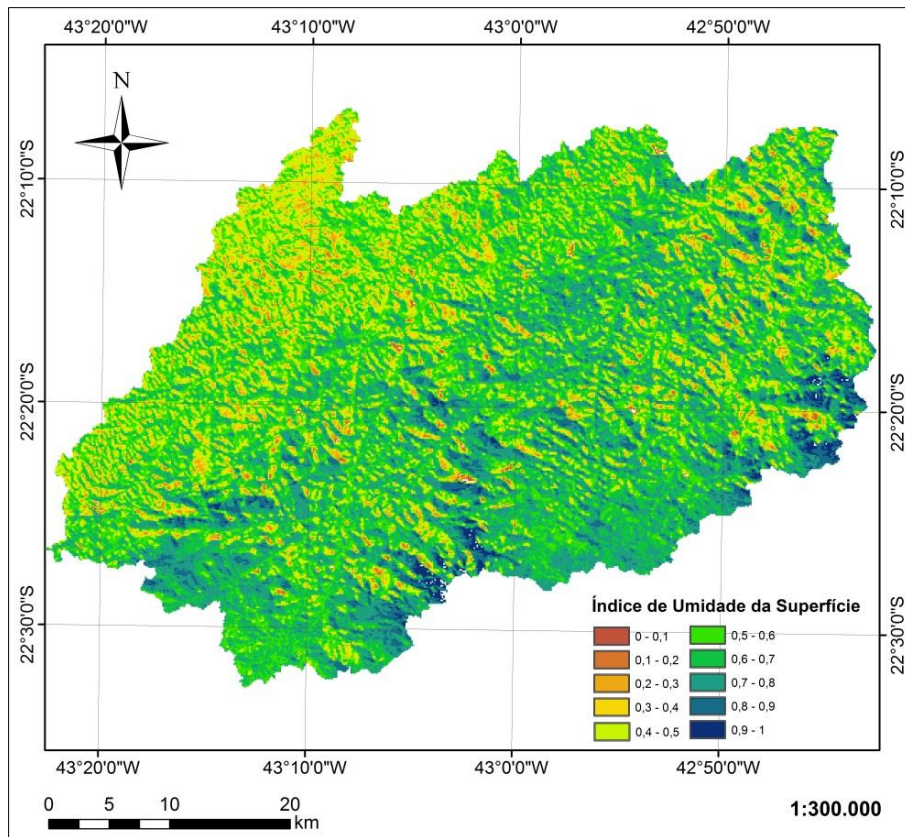 43°20'0"W 43°10'0"W 43°0'0"W 42°50'0"W
N
22°10'0"S 22°10'0"S
22°20'0"S 22°20'0"S
22°30'0"S 22°30'0"S
Índice de Umidade da Superfície
0 - 0,1
0,1 - 0,2
0,2 - 0,3
0,3 - 0,4
0,4 - 0,5
0,5 - 0,6
0,6 - 0,7
0,7 - 0,8
0,8 - 0,9
0,9 - 1
43°20'0"W 43°10'0"W 43°0'0"W 42°50'0"W
0 5 10 20
km
1:300.000